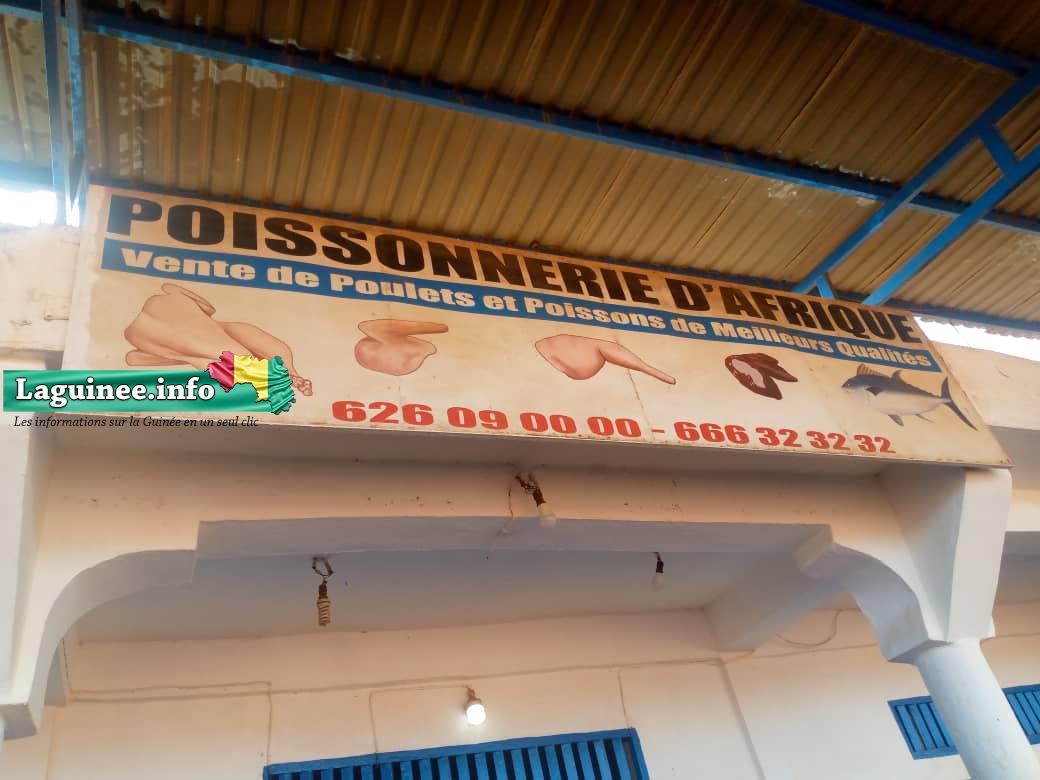 POISSONNERIE D'AFRIQUE
Vente de Poulets et Poissons de Meilleurs Qualités
Laguinee.info
Les informations sur la Guinée en un seul clic
626 09 00 00 - 666 32 32 32